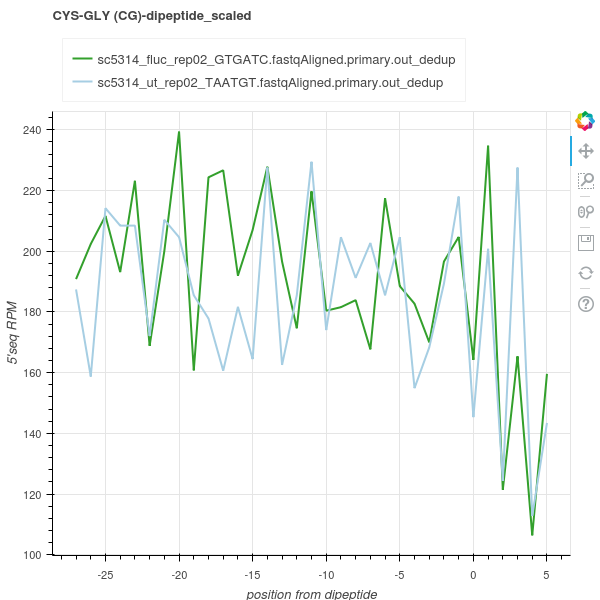 CYS-GLY (CG)-dipeptide_scaled
sc5314_fluc_rep02_GTGATC.fastqAligned.primary.out_dedup
sc5314_ut_rep02_TAATGT.fastqAligned.primary.out_dedup
240
220
200
180
160
140
120
100
5'seq RPM
-25 -20 -15 -10 -5 0 5
position from dipeptide